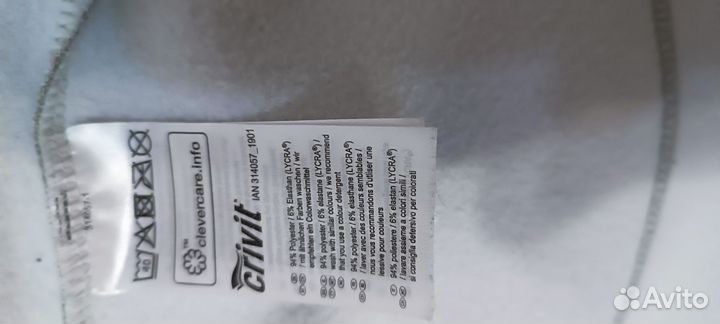 40
clevercare.info
crivit
IAN 314057_1901
94% Polyester / 6% Elasthan (LYCRA®)
/ mit ähnlichen Farben waschen / wir
empfehlen ein Colorwaschmittel
94% polyester / 6% elastane (LYCRA®) /
wash with similar colours / we recommend
that you use a colour detergent
94% polyester / 6% élasthanne (LYCRA®)
/ laver avec des couleurs semblables /
nous vous recommandons d'utiliser une
lessive pour couleurs
94% poliestere / 6% elastan (LYCRA®)
/ lavare assieme a colori simili /
si consiglia detersivo per colorati
Avito